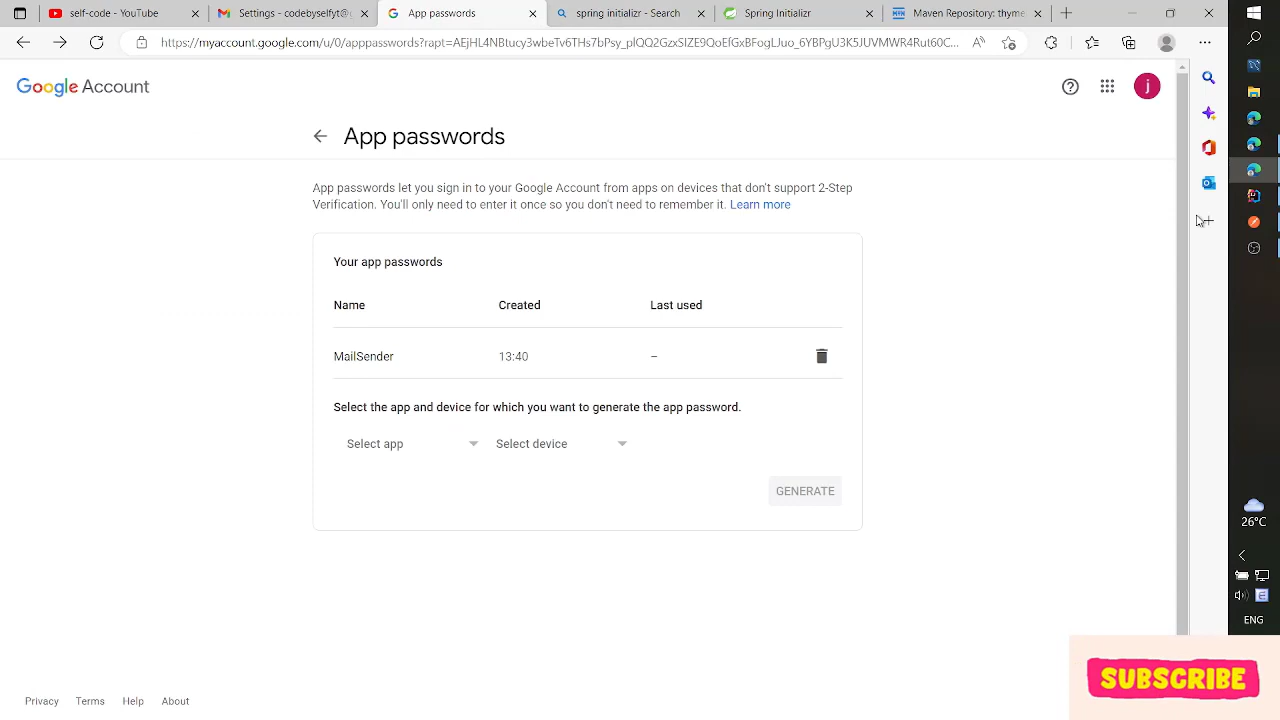 self-code - YouTube
Settings - codebyselfyt@
App passwords
spring initializr - Search
Spring Initializr
Maven Repository: thyme
Google Account
j
App passwords
App passwords let you sign in to your Google Account from apps on devices that don't support 2-Step
Verification. You'll only need to enter it once so you don't need to remember it. Learn more
Your app passwords
Name Created Last used
MailSender 13:40 –
Select the app and device for which you want to generate the app password.
Select app Select device
GENERATE
26°C
ENG
SUBSCRIBE
Privacy Terms Help About